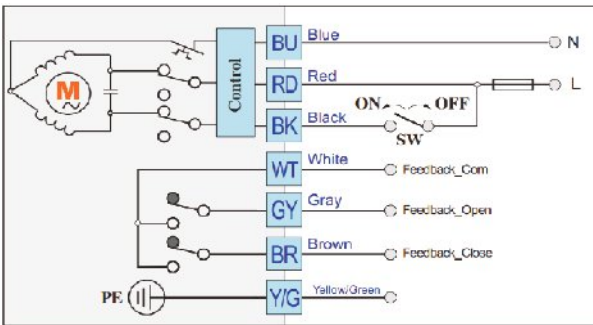 BU Blue N
M
Control
RD Red L
ON OFF
BK Black
SW
WT White Feedback_Com
GY Gray Feedback_Open
BR Brown Feedback_Close
PE Y/G Yellow/Green